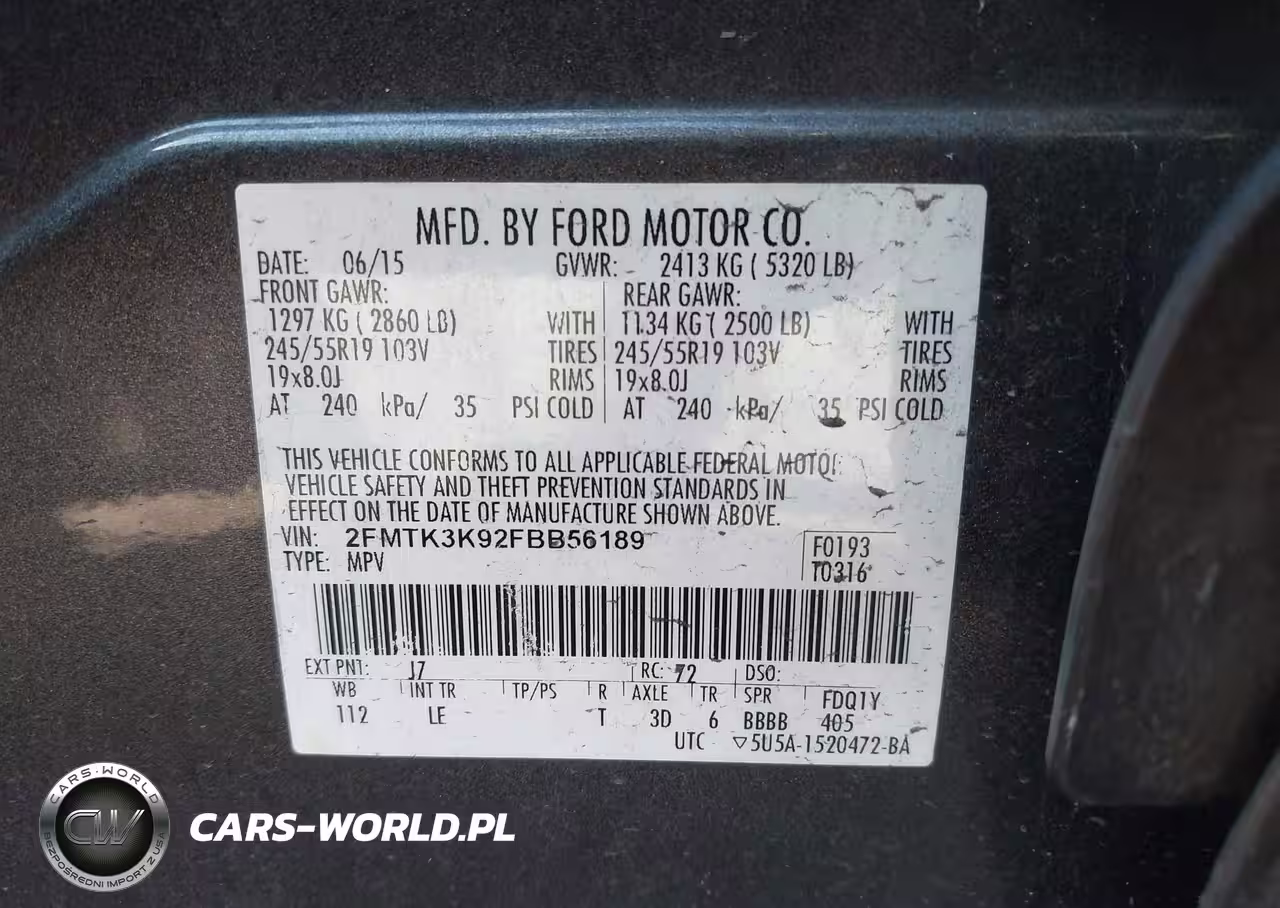 MFD. BY FORD MOTOR CO.
DATE: 06/15 GVWR: 2413 KG ( 5320 LB)
FRONT GAWR: REAR GAWR:
1297 KG ( 2860 LB) WITH 1134 KG ( 2500 LB) WITH
245/55R19 103V TIRES 245/55R19 103V TIRES
19x8.0J RIMS 19x8.0J RIMS
AT 240 kPa/ 35 PSI COLD AT 240 kPa/ 35 PSI COLD
THIS VEHICLE CONFORMS TO ALL APPLICABLE FEDERAL MOTOR
VEHICLE SAFETY AND THEFT PREVENTION STANDARDS IN
EFFECT ON THE DATE OF MANUFACTURE SHOWN ABOVE.
VIN: 2FMTK3K92FBB56189 F0193
TYPE: MPV T0316
EXT PNT: J7 RC: 72 DSO:
WB INT TR TP/PS R AXLE TR SPR FDQ1Y
112 LE T 3D 6 BBBB 405
UTC ▽5U5A-1520472-BA
CARS-WORLD
CW
BEZPOŚREDNI IMPORT Z USA
CARS-WORLD.PL